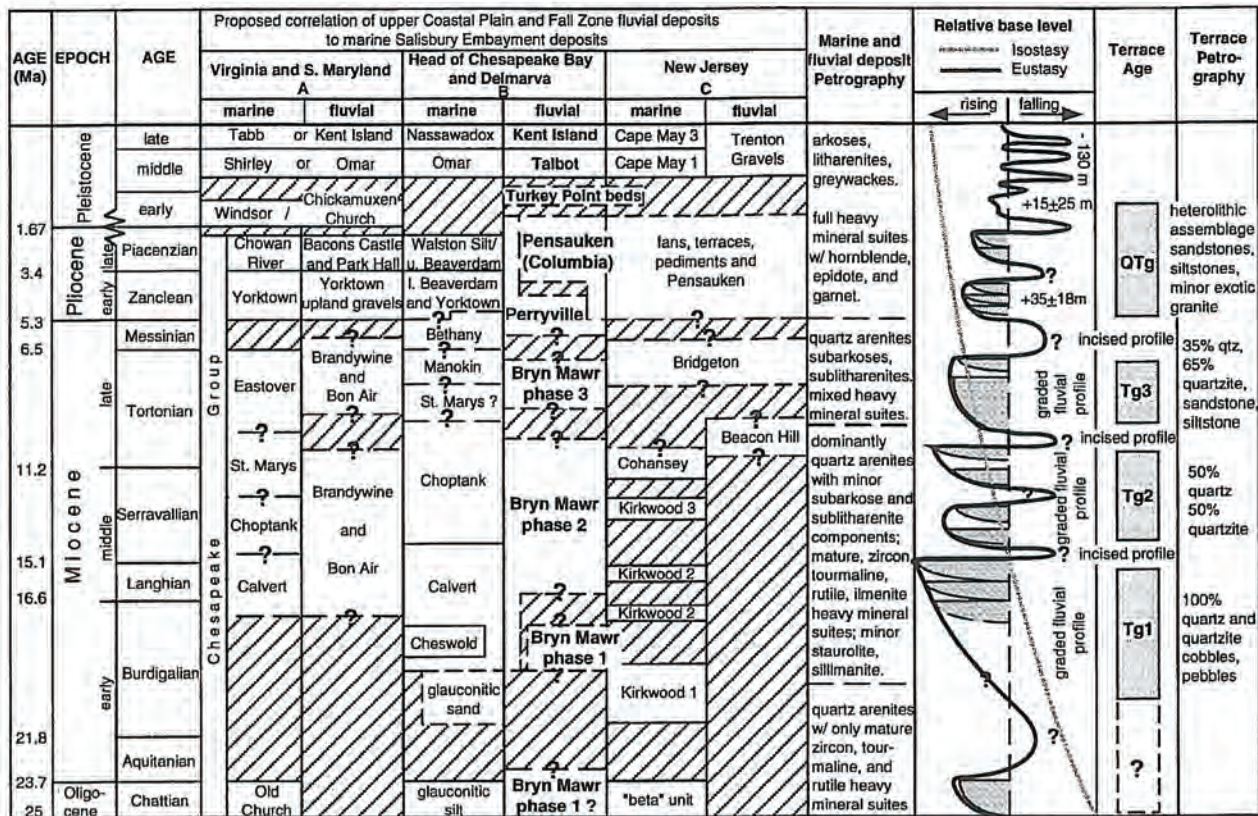 AGE
(Ma)
EPOCH
AGE
Proposed correlation of upper Coastal Plain and Fall Zone fluvial deposits
to marine Salisbury Embayment deposits
Virginia and S. Maryland
A
marine
fluvial
Head of Chesapeake Bay
and Delmarva
B
marine
fluvial
New Jersey
C
marine
fluvial
Marine and
fluvial deposit
Petrography
Relative base level
Isostasy
Eustasy
rising
falling
Terrace
Age
Terrace
Petro-
graphy
1.67
3.4
5.3
6.5
11.2
15.1
16.6
21.8
23.7
25
Pleistocene
Pliocene
early
late
Miocene
late
middle
early
Oligo-
cene
late
middle
early
Piacenzian
Zanclean
Messinian
Tortonian
Serravallian
Langhian
Burdigalian
Aquitanian
Chattian
Chesapeake Group
Tabb or Kent Island
Shirley or Omar
Windsor /
Chickamuxen
Church
Chowan
River
Bacons Castle
and Park Hall
Yorktown
Yorktown
upland gravels
?
Eastover
Brandywine
and
Bon Air
?
?
?
St. Marys
?
Choptank
?
Calvert
Brandywine
and
Bon Air
?
Old
Church
Nassawadox
Omar
Walston Silt/
u. Beaverdam
l. Beaverdam
and Yorktown
?
Bethany
?
Manokin
?
St. Marys ?
?
Choptank
Calvert
Cheswold
glauconitic
sand
glauconitic
silt
Kent Island
Talbot
Turkey Point beds
Pensauken
(Columbia)
Perryville
?
?
Bryn Mawr
phase 3
?
?
Bryn Mawr
phase 2
?
?
Bryn Mawr
phase 1
?
?
Bryn Mawr
phase 1 ?
Cape May 3
Cape May 1
Trenton
Gravels
fans, terraces,
pediments and
Pensauken
?
?
Bridgeton
?
?
Beacon Hill
?
?
Cohansey
Kirkwood 3
Kirkwood 2
Kirkwood 2
Kirkwood 1
"beta" unit
arkoses,
litharenites,
greywackes.
full heavy
mineral suites
w/ hornblende,
epidote, and
garnet.
quartz arenites
subarkoses,
sublitharenites.
mixed heavy
mineral suites.
dominantly
quartz arenites
with minor
subarkose and
sublitharenite
components;
mature, zircon,
tourmaline,
rutile, ilmenite
heavy mineral
suites; minor
staurolite,
sillimanite.
quartz arenites
w/ only mature
zircon, tour-
maline, and
rutile heavy
mineral suites
- 130 m
+15±25 m
?
+35±18m
?
incised profile
graded fluvial
profile
?
incised profile
?
graded fluvial
profile
?
incised profile
graded fluvial
profile
?
?
QTg
Tg3
Tg2
Tg1
?
heterolithic
assemblage
sandstones,
siltstones,
minor exotic
granite
35% qtz,
65%
quartzite,
sandstone,
siltstone
50%
quartz
50%
quartzite
100%
quartz and
quartzite
cobbles,
pebbles